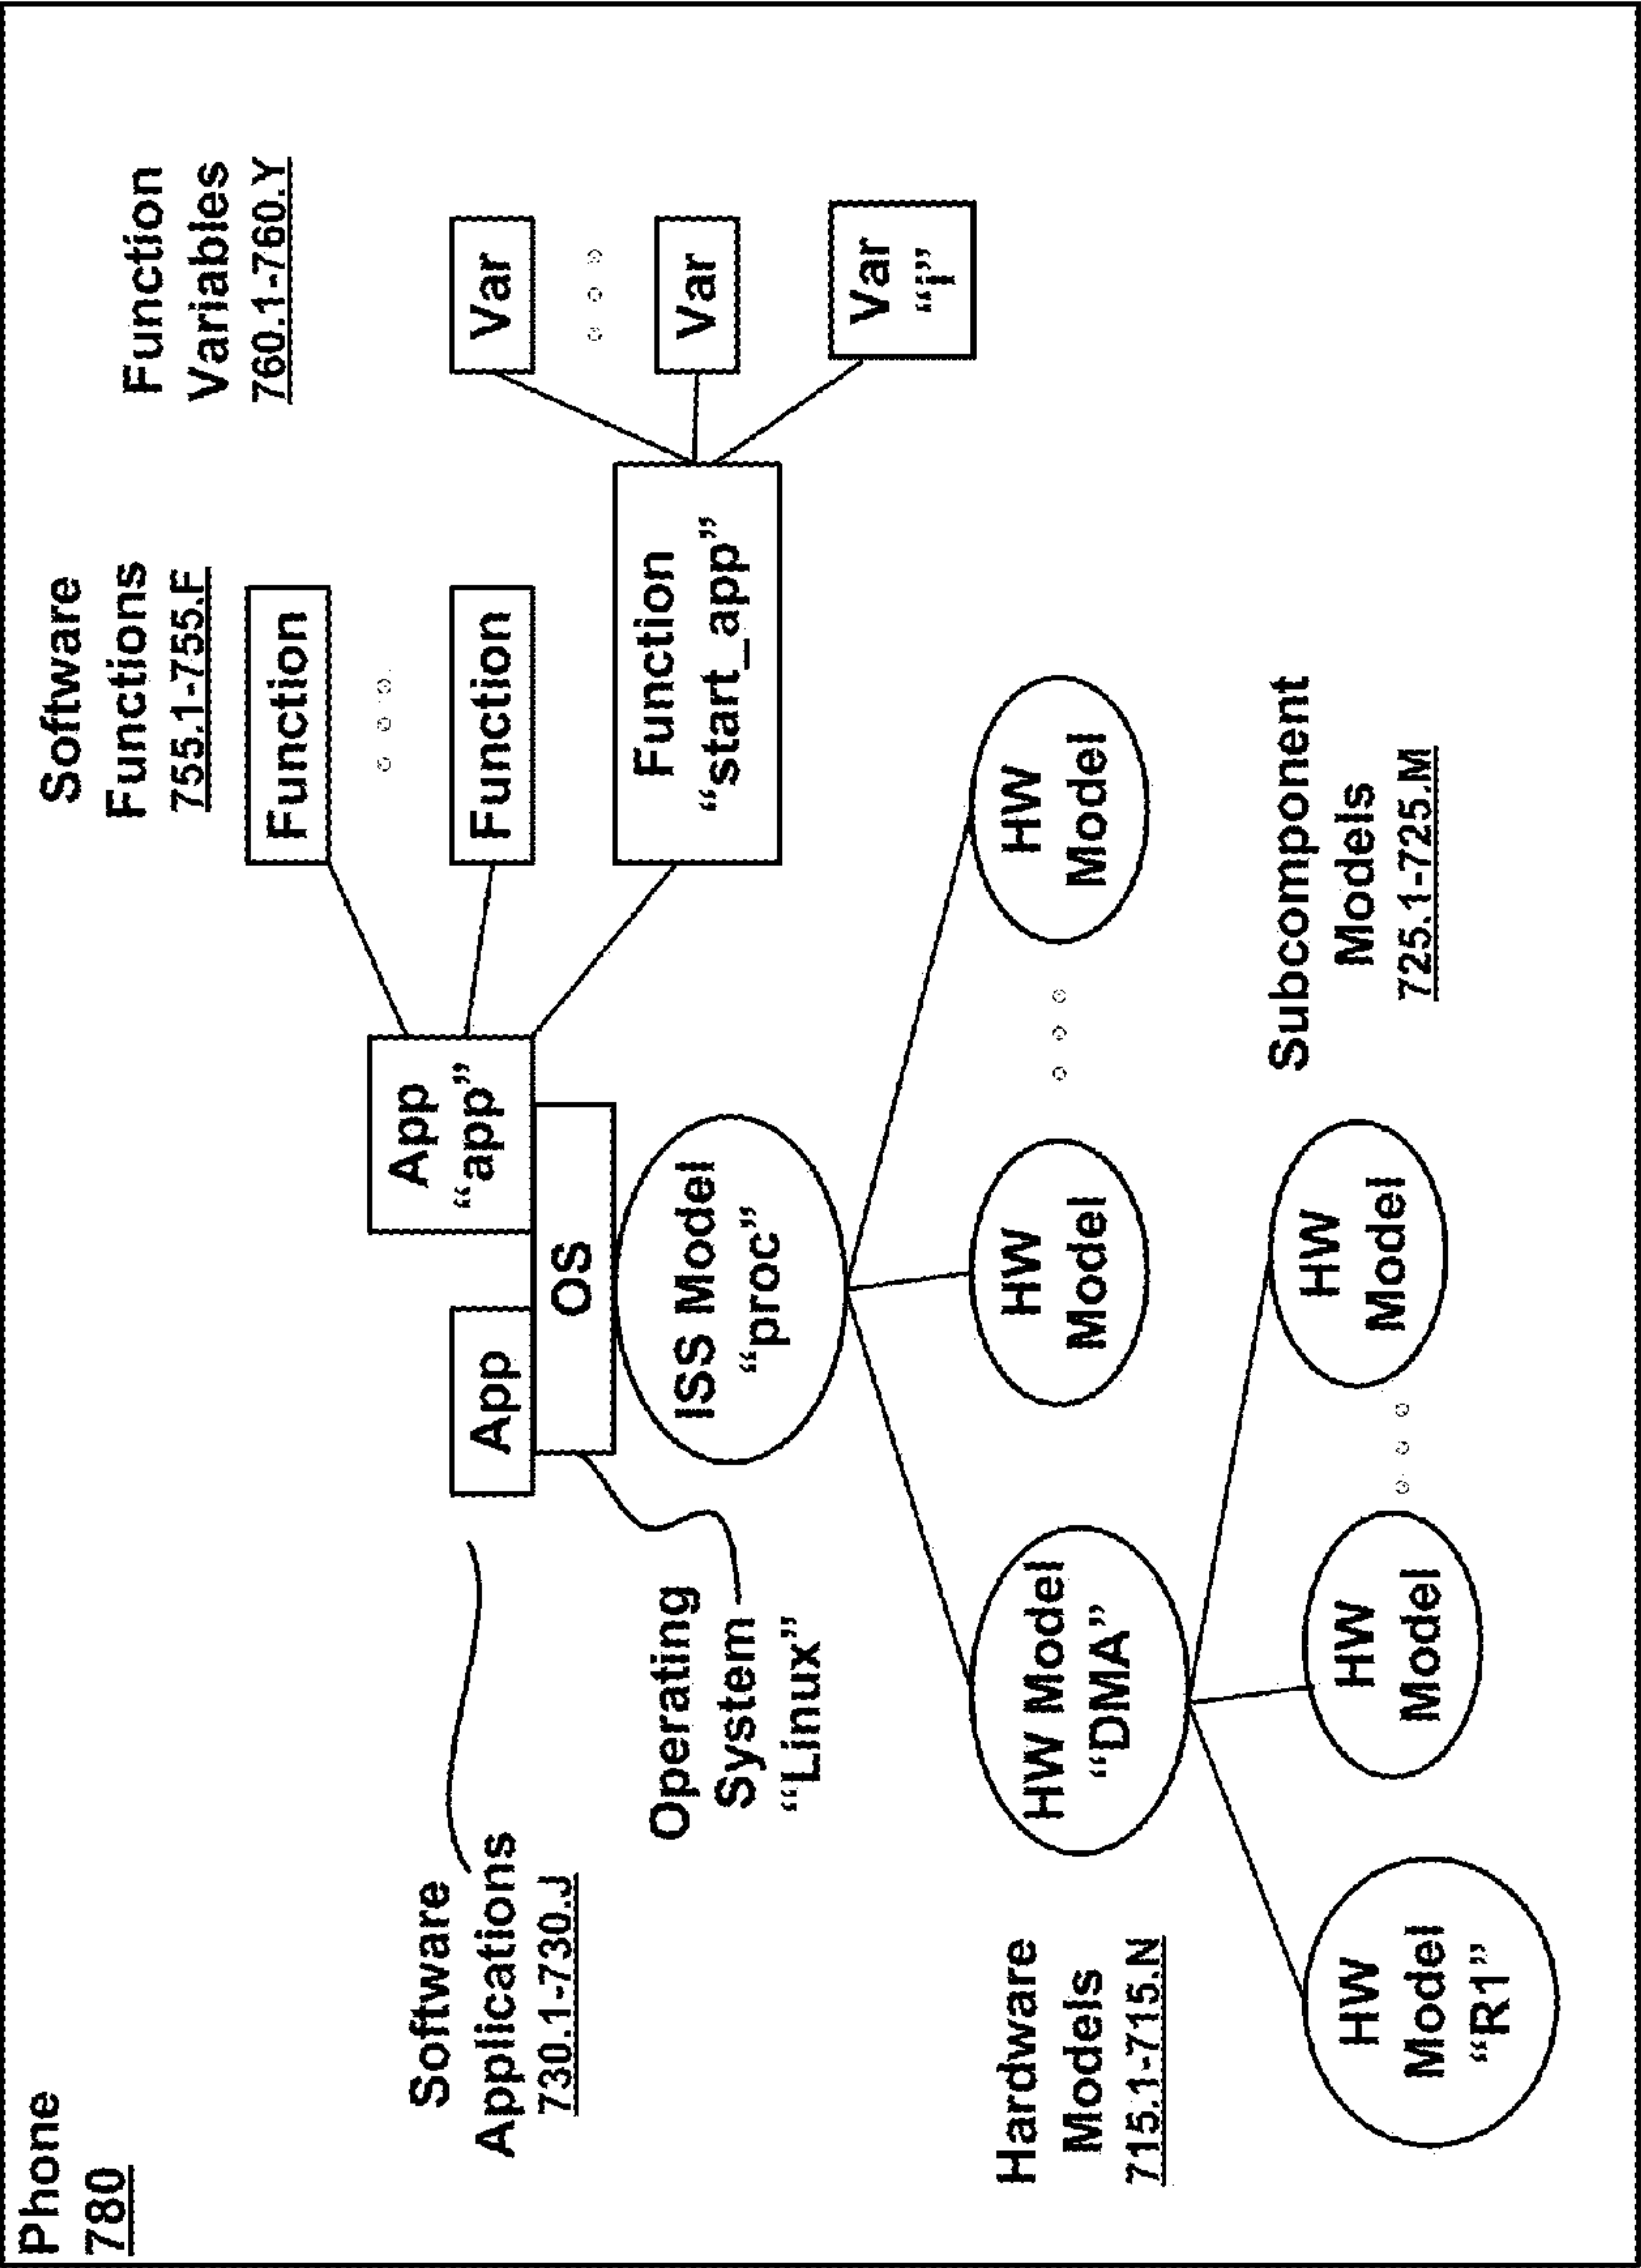 Phone
780
Software
Functions
755.1-755.F
Function
Variables
760.1-760.Y
Function
Function
Function
“start_app”
Var
Var
Var
“i”
Software
Applications
730.1-730.J
App
App
“app”
OS
Operating
System
“Linux”
ISS Model
“proc”
Hardware
Models
715.1-715.N
HW Model
“DMA”
HW
Model
HW
Model
HW
Model
“R1”
HW
Model
HW
Model
Subcomponent
Models
725.1-725.M